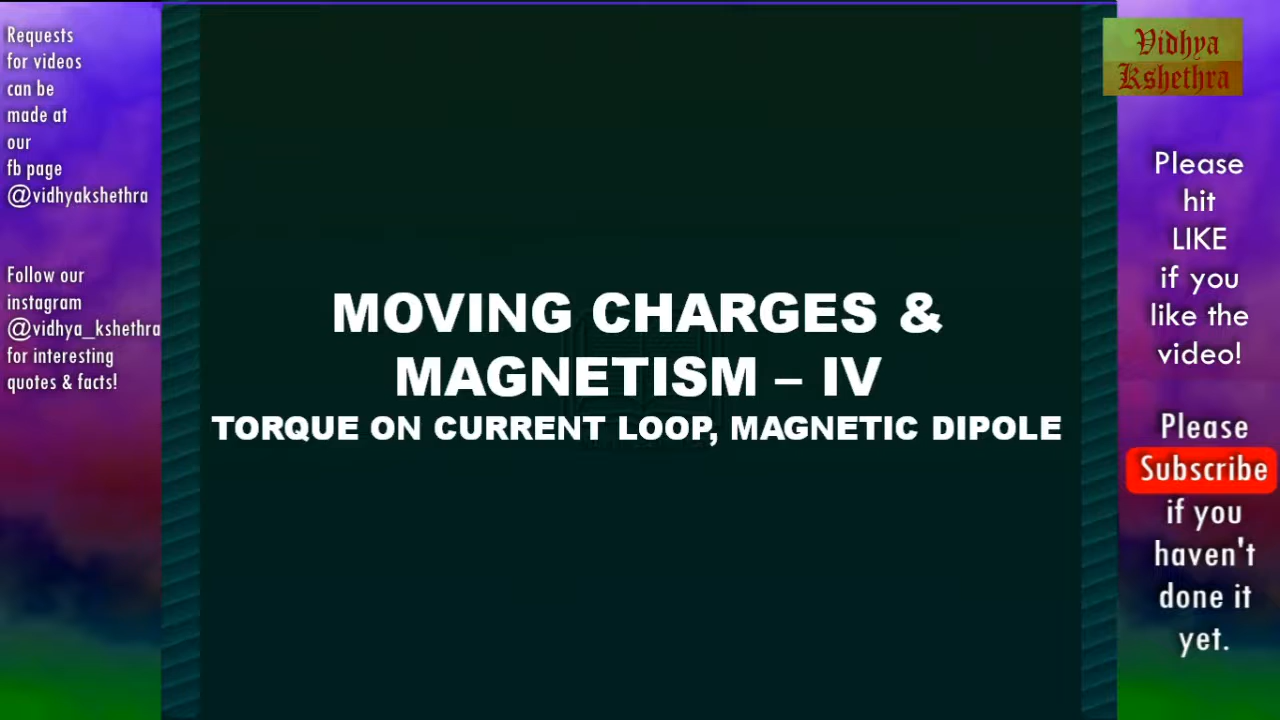 Requests
for videos
can be
made at
our
fb page
@vidhyakshethra
Follow our
instagram
@vidhya_kshethra
for interesting
quotes & facts!
MOVING CHARGES &
MAGNETISM – IV
TORQUE ON CURRENT LOOP, MAGNETIC DIPOLE
Vidhya
Kshethra
Please
hit
LIKE
if you
like the
video!
Please
Subscribe
if you
haven't
done it
yet.